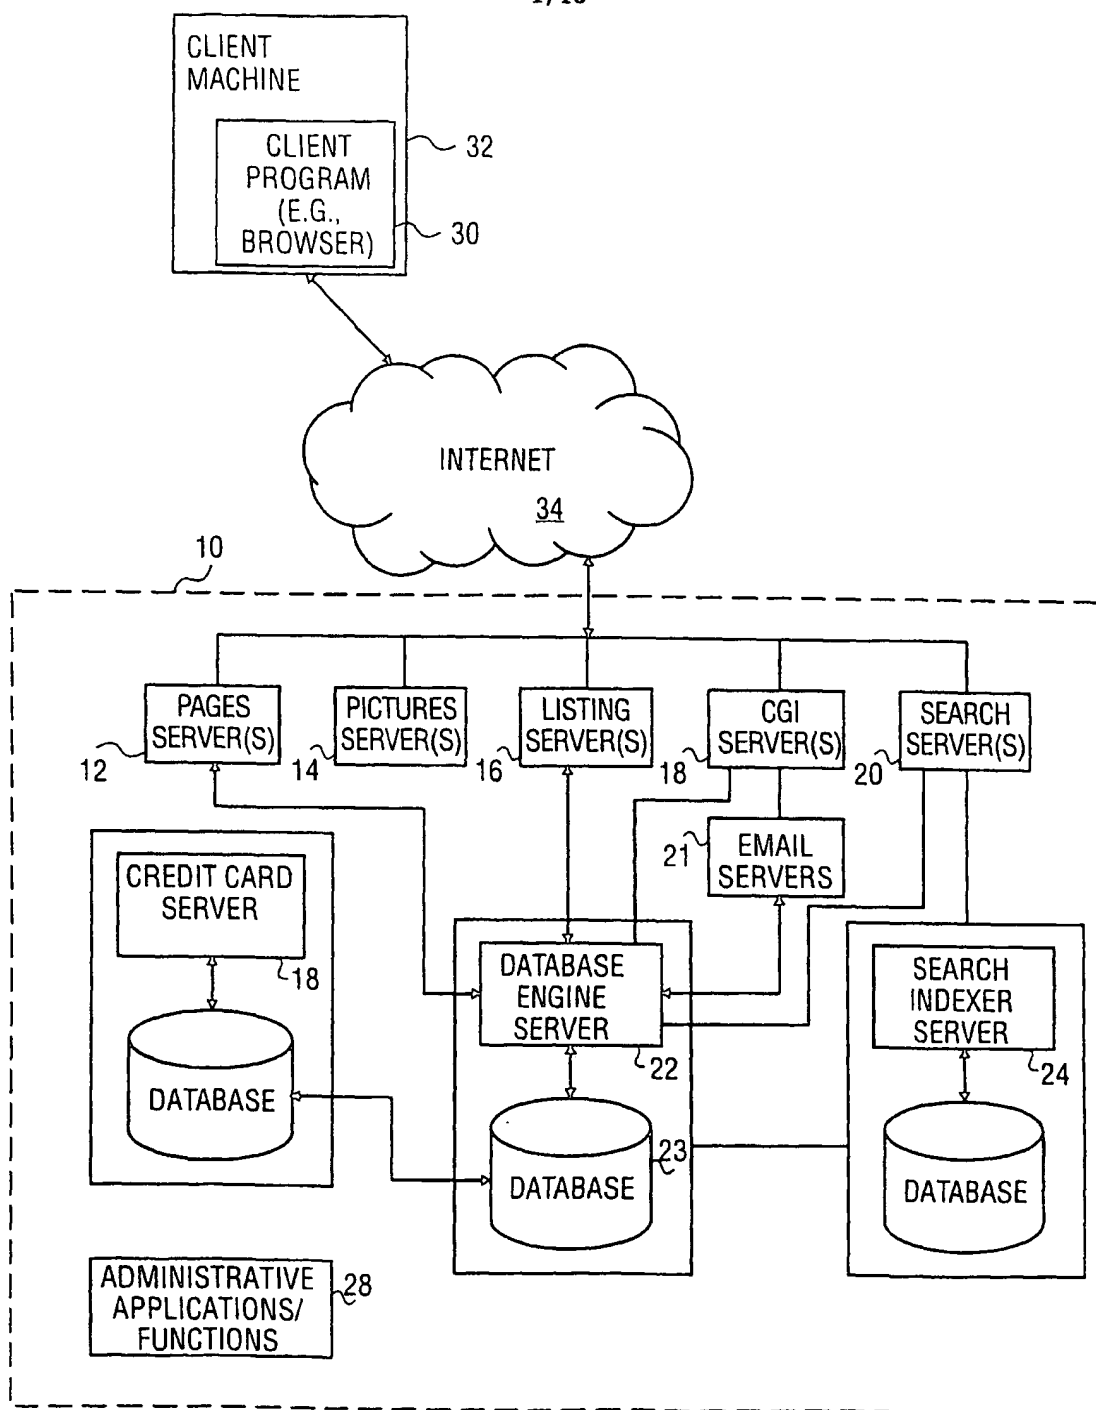 CLIENT
MACHINE
CLIENT
PROGRAM
(E.G.,
BROWSER)
32
30
INTERNET
34
10
PAGES
SERVER(S)
12
PICTURES
SERVER(S)
14
LISTING
SERVER(S)
16
CGI
SERVER(S)
18
SEARCH
SERVER(S)
20
EMAIL
SERVERS
21
CREDIT CARD
SERVER
18
DATABASE
DATABASE
ENGINE
SERVER
22
DATABASE
23
SEARCH
INDEXER
SERVER
24
DATABASE
ADMINISTRATIVE
APPLICATIONS/
FUNCTIONS
28